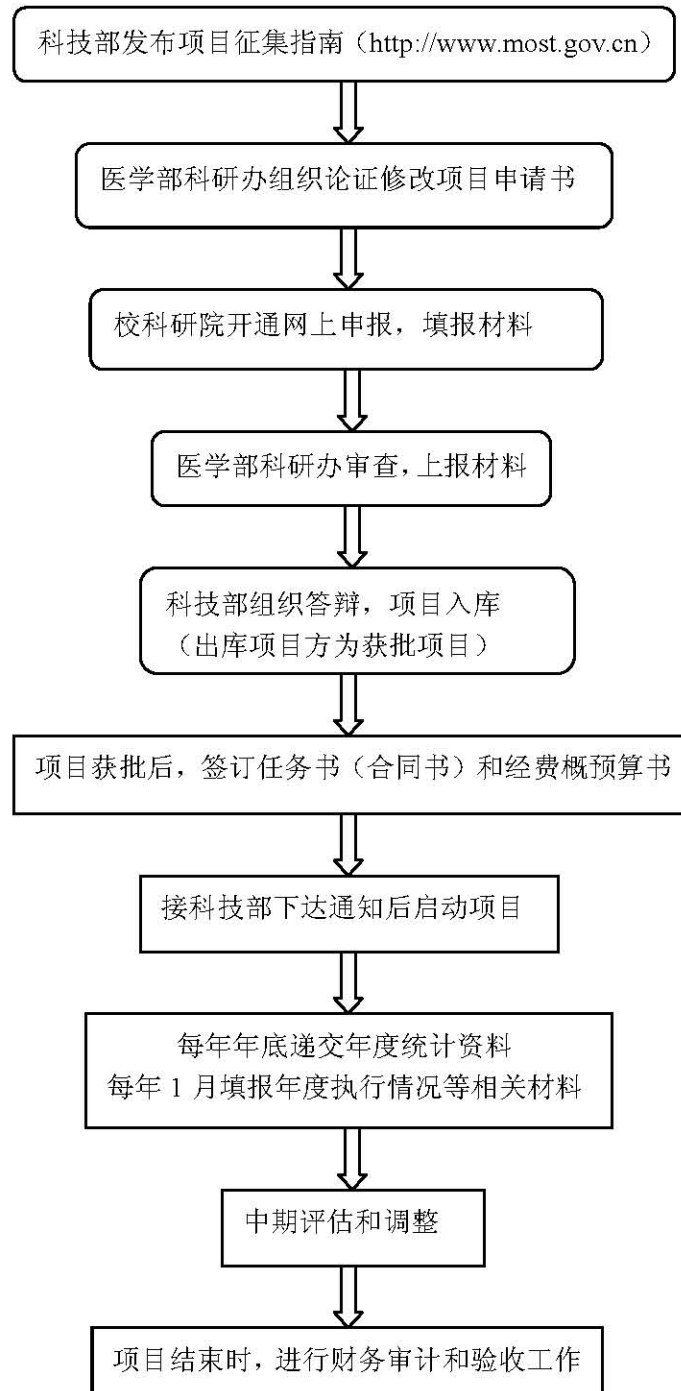 科技部发布项目征集指南（http://www.most.gov.cn）
医学部科研办组织论证修改项目申请书
校科研院开通网上申报，填报材料
医学部科研办审查，上报材料
科技部组织答辩，项目入库
（出库项目方为获批项目）
项目获批后，签订任务书（合同书）和经费概预算书
接科技部下达通知后启动项目
每年年底递交年度统计资料
每年 1 月填报年度执行情况等相关材料
中期评估和调整
项目结束时，进行财务审计和验收工作